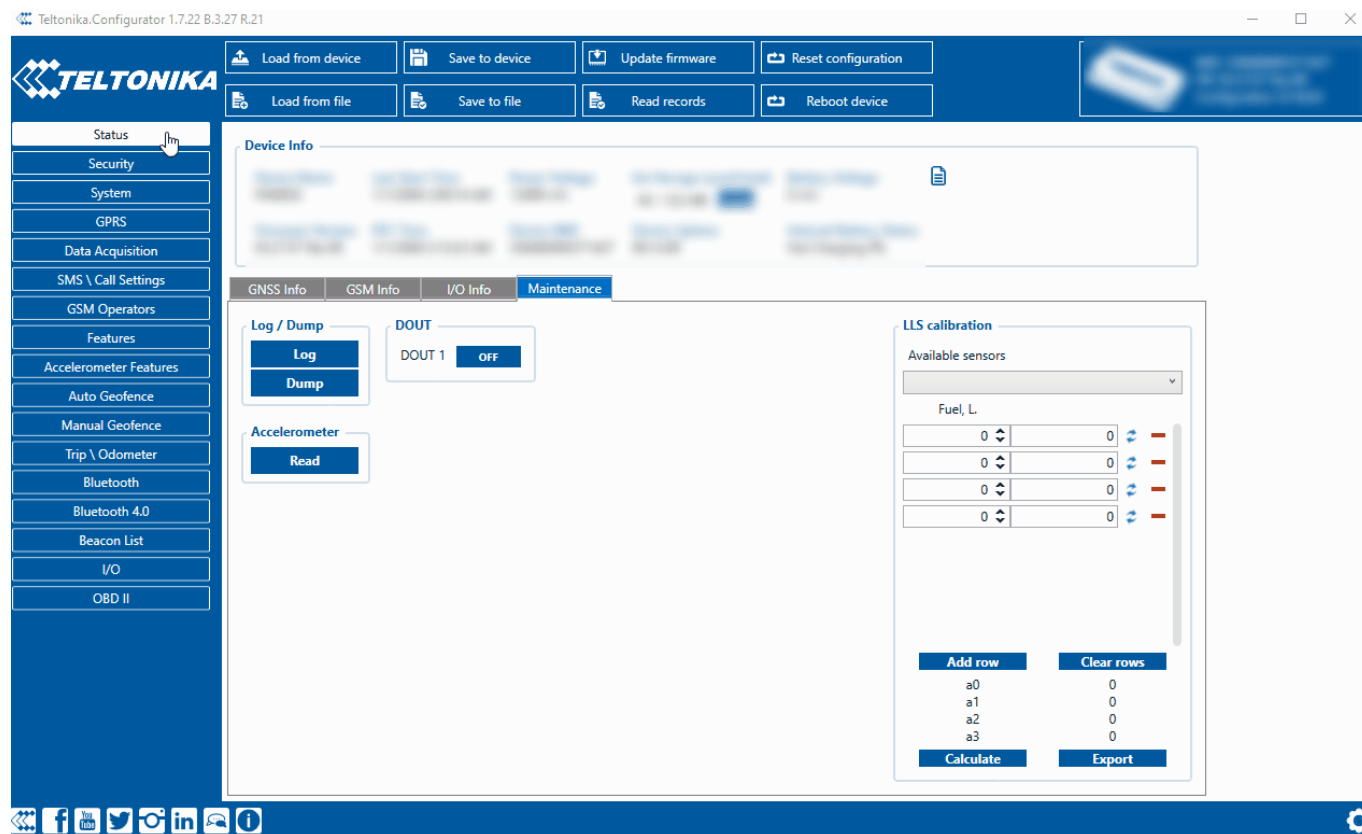 Teltonika.Configurator 1.7.22 B.3.27 R.21
TELTONIKA
Load from device
Save to device
Update firmware
Reset configuration
Load from file
Save to file
Read records
Reboot device
Status
Security
System
GPRS
Data Acquisition
SMS \ Call Settings
GSM Operators
Features
Accelerometer Features
Auto Geofence
Manual Geofence
Trip \ Odometer
Bluetooth
Bluetooth 4.0
Beacon List
I/O
OBD II
Device Info
GNSS Info
GSM Info
I/O Info
Maintenance
Log / Dump
Log
Dump
DOUT
DOUT 1 OFF
Accelerometer
Read
LLS calibration
Available sensors
Fuel, L.
0 0
0 0
0 0
0 0
Add row Clear rows
a0 0
a1 0
a2 0
a3 0
Calculate Export
You Tube
in